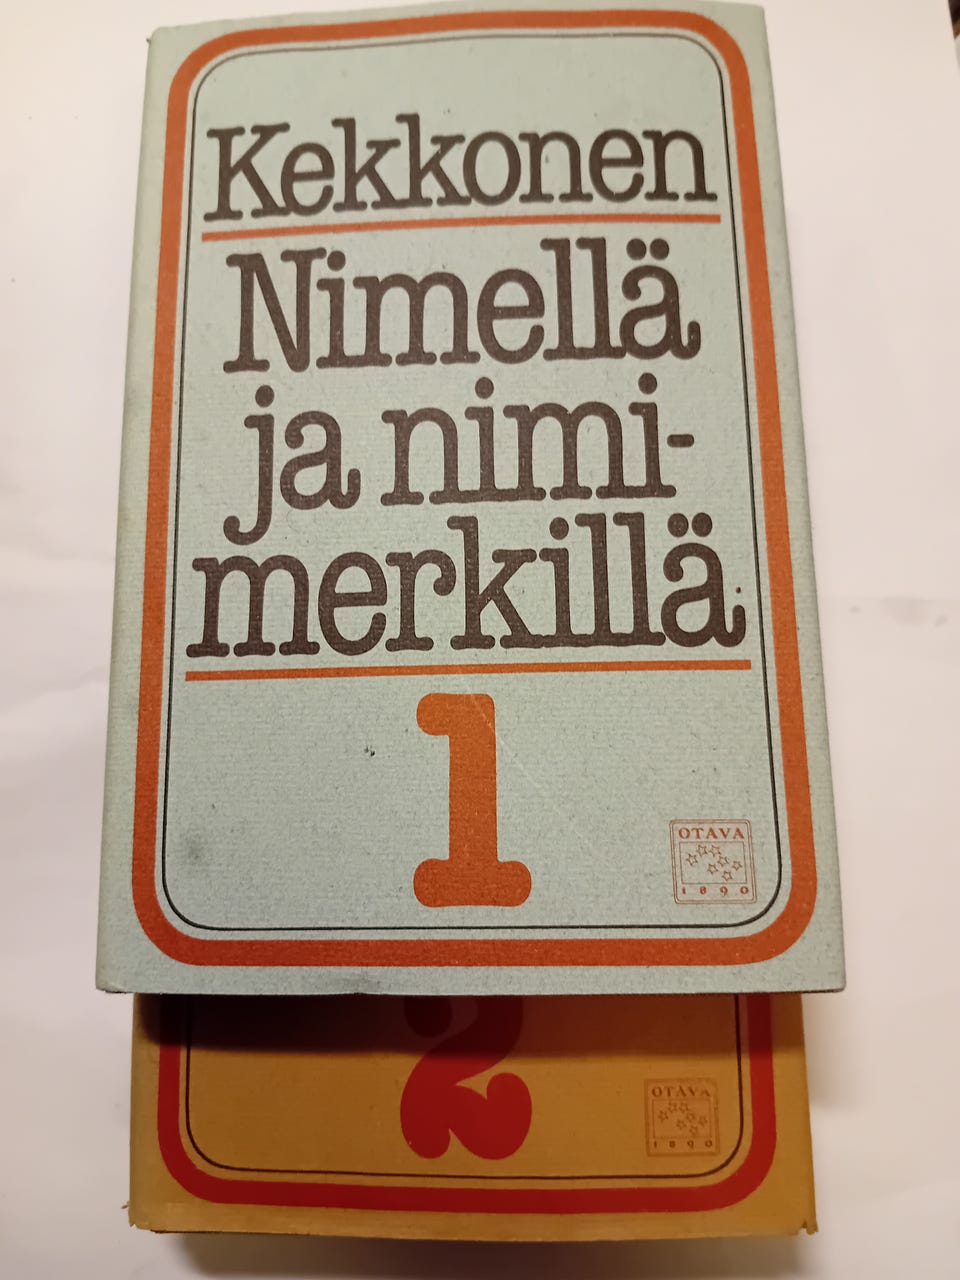 Kekkonen
Nimellä
ja nimi-
merkillä
1
OTAVA
1890
2
OTAVA
1890